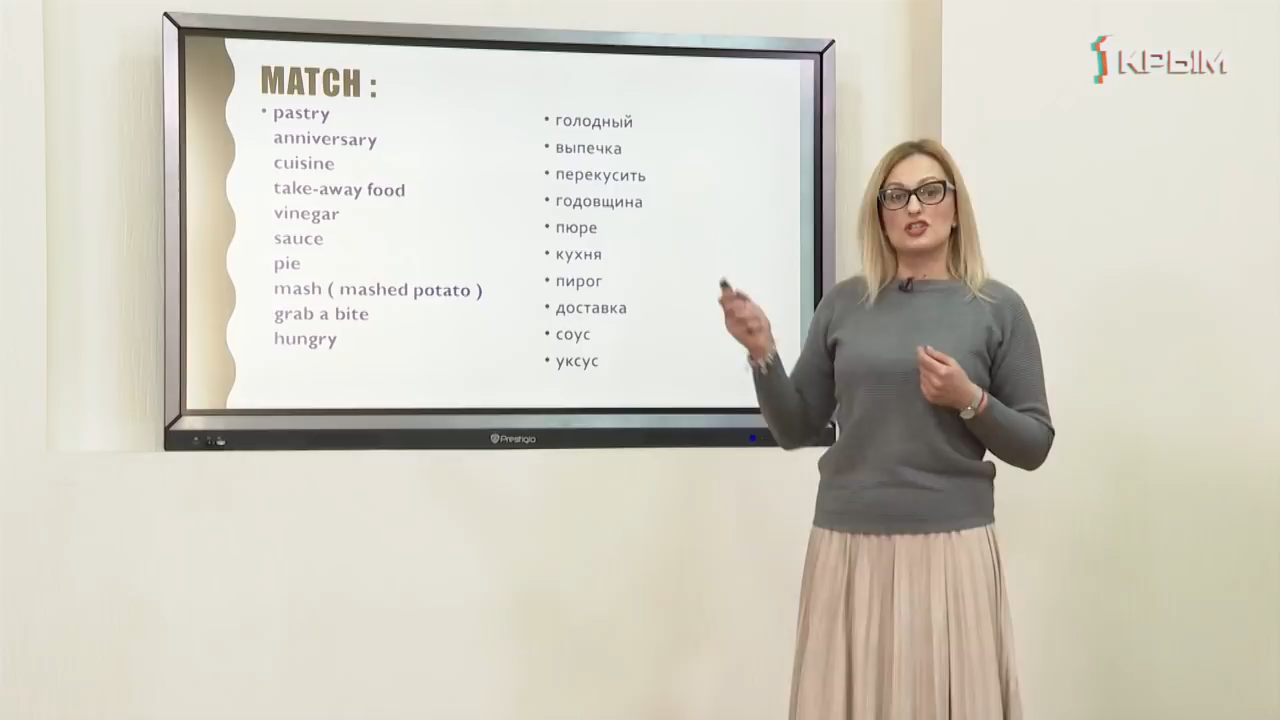 MATCH :
• pastry
anniversary
cuisine
take-away food
vinegar
sauce
pie
mash ( mashed potato )
grab a bite
hungry
• голодный
• выпечка
• перекусить
• годовщина
• пюре
• кухня
• пирог
• доставка
• соус
• уксус
Prestigio
1 КРЫМ